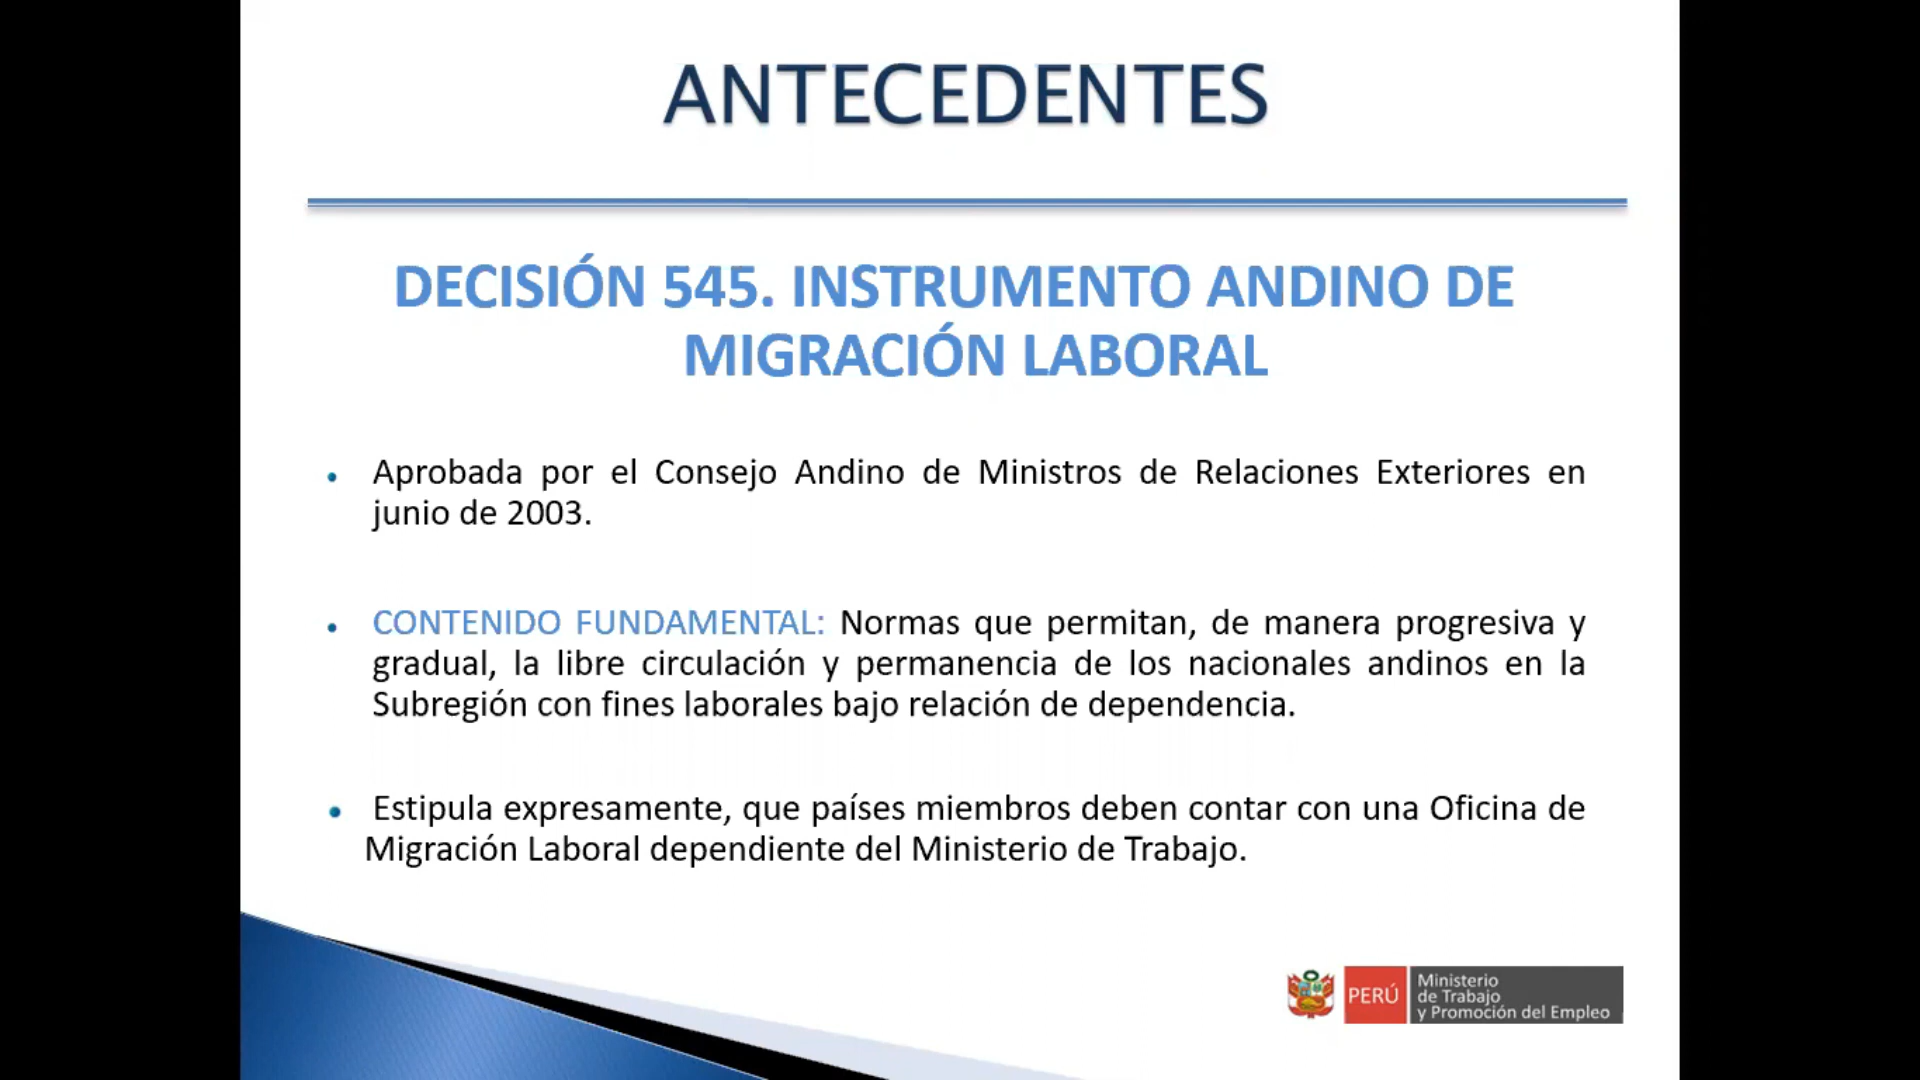 ANTECEDENTES
DECISIÓN 545. INSTRUMENTO ANDINO DE
MIGRACIÓN LABORAL
• Aprobada por el Consejo Andino de Ministros de Relaciones Exteriores en
junio de 2003.
• CONTENIDO FUNDAMENTAL: Normas que permitan, de manera progresiva y
gradual, la libre circulación y permanencia de los nacionales andinos en la
Subregión con fines laborales bajo relación de dependencia.
• Estipula expresamente, que países miembros deben contar con una Oficina de
Migración Laboral dependiente del Ministerio de Trabajo.
PERÚ
Ministerio
de Trabajo
y Promoción del Empleo